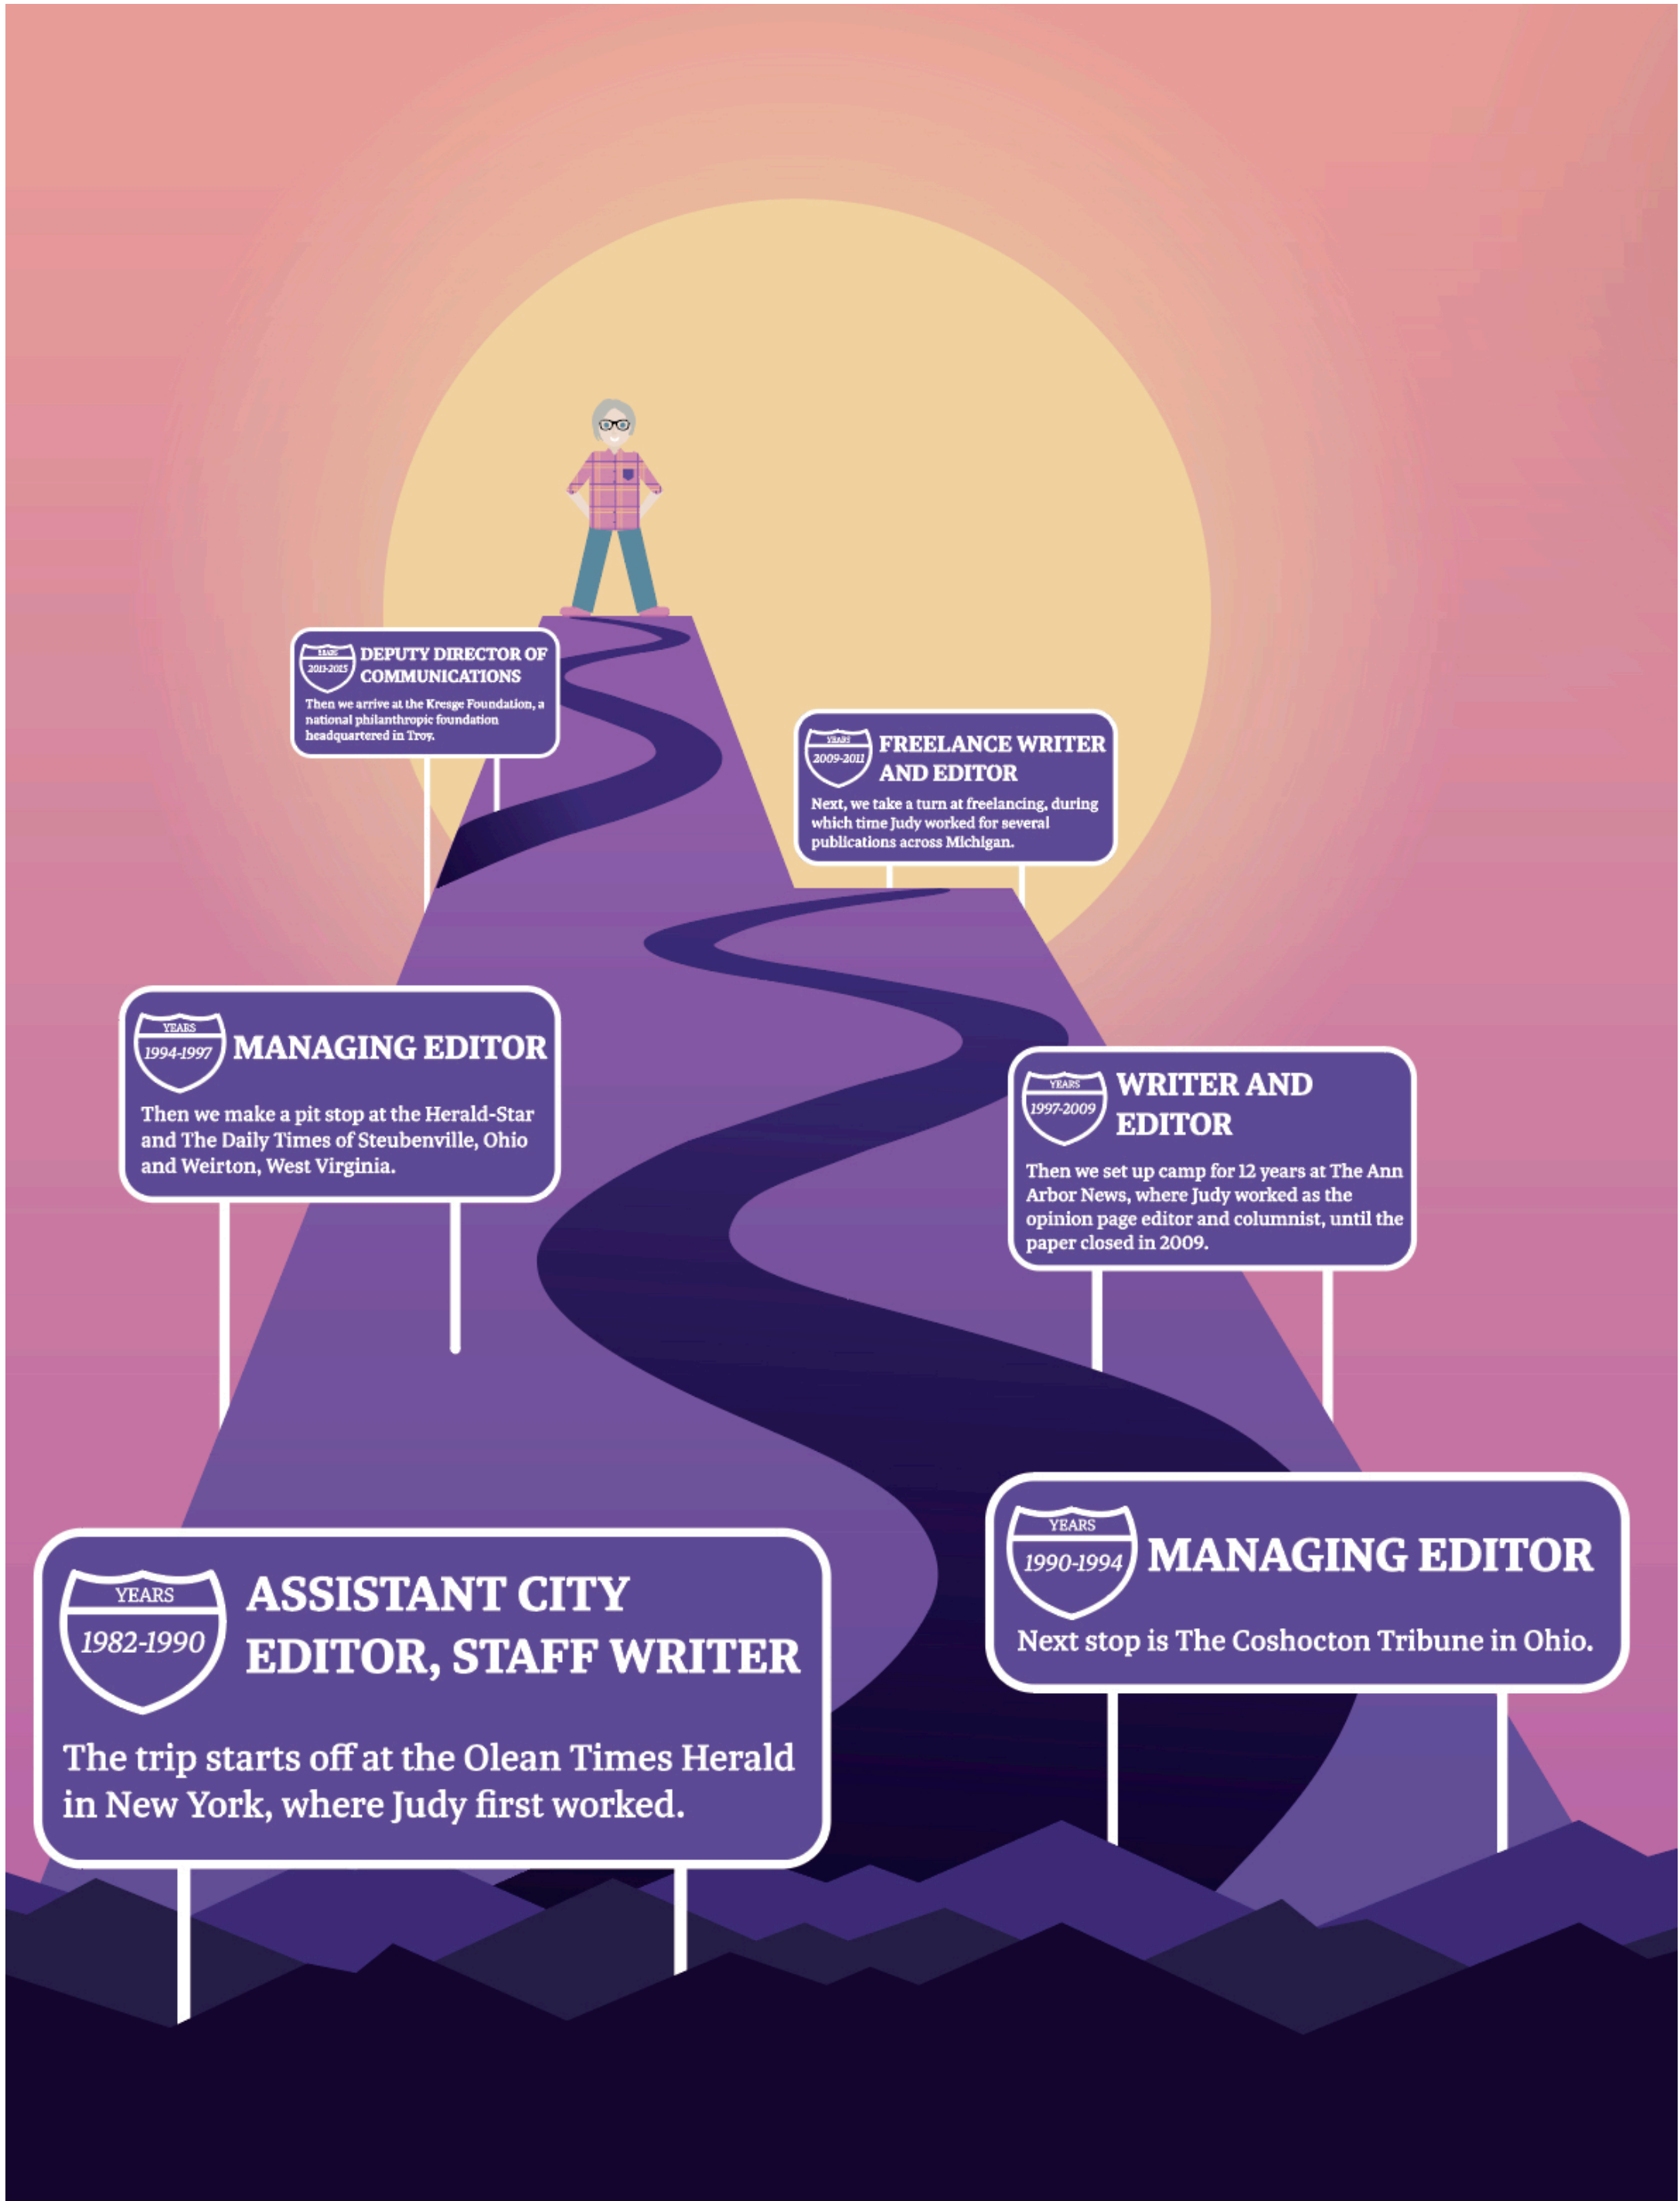 YEARS
2011-2015
DEPUTY DIRECTOR OF
COMMUNICATIONS
Then we arrive at the Kresge Foundation, a
national philanthropic foundation
headquartered in Troy.
YEARS
2009-2011
FREELANCE WRITER
AND EDITOR
Next, we take a turn at freelancing, during
which time Judy worked for several
publications across Michigan.
YEARS
1994-1997
MANAGING EDITOR
Then we make a pit stop at the Herald-Star
and The Daily Times of Steubenville, Ohio
and Weirton, West Virginia.
YEARS
1997-2009
WRITER AND
EDITOR
Then we set up camp for 12 years at The Ann
Arbor News, where Judy worked as the
opinion page editor and columnist, until the
paper closed in 2009.
YEARS
1990-1994
MANAGING EDITOR
Next stop is The Coshocton Tribune in Ohio.
YEARS
1982-1990
ASSISTANT CITY
EDITOR, STAFF WRITER
The trip starts off at the Olean Times Herald
in New York, where Judy first worked.